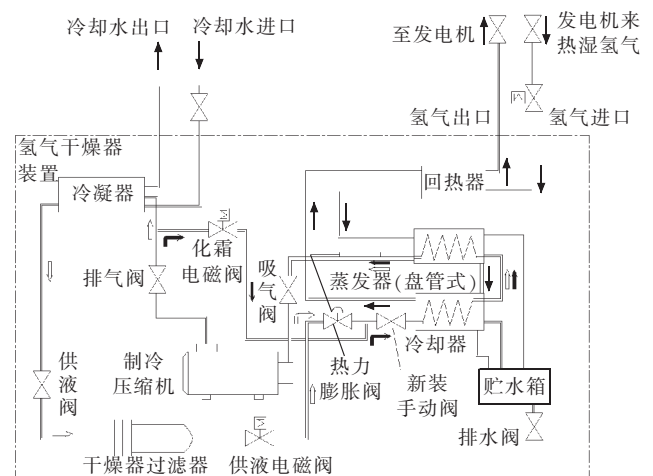 冷却水出口
冷却水进口
至发电机
发电机来
热湿氢气
氢气出口
氢气进口
氢气干燥器
装置
冷凝器
回热器
化霜
电磁阀
排气阀
吸
气
阀
蒸发器(盘管式)
冷却器
供
液
阀
制冷
压缩机
热力
膨胀阀
新装
手动阀
贮水箱
排水阀
干燥器过滤器
供液电磁阀